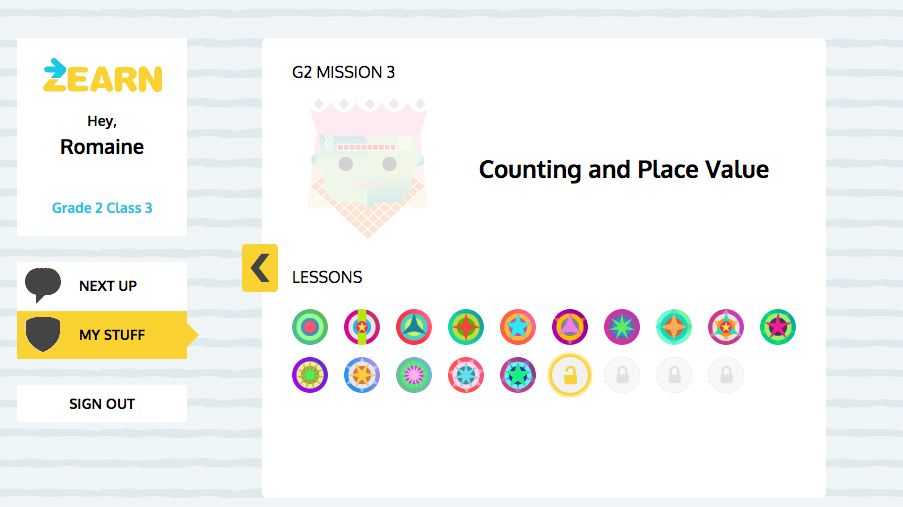 ZEARN
Hey,
Romaine
Grade 2 Class 3
NEXT UP
MY STUFF
SIGN OUT
G2 MISSION 3
Counting and Place Value
LESSONS